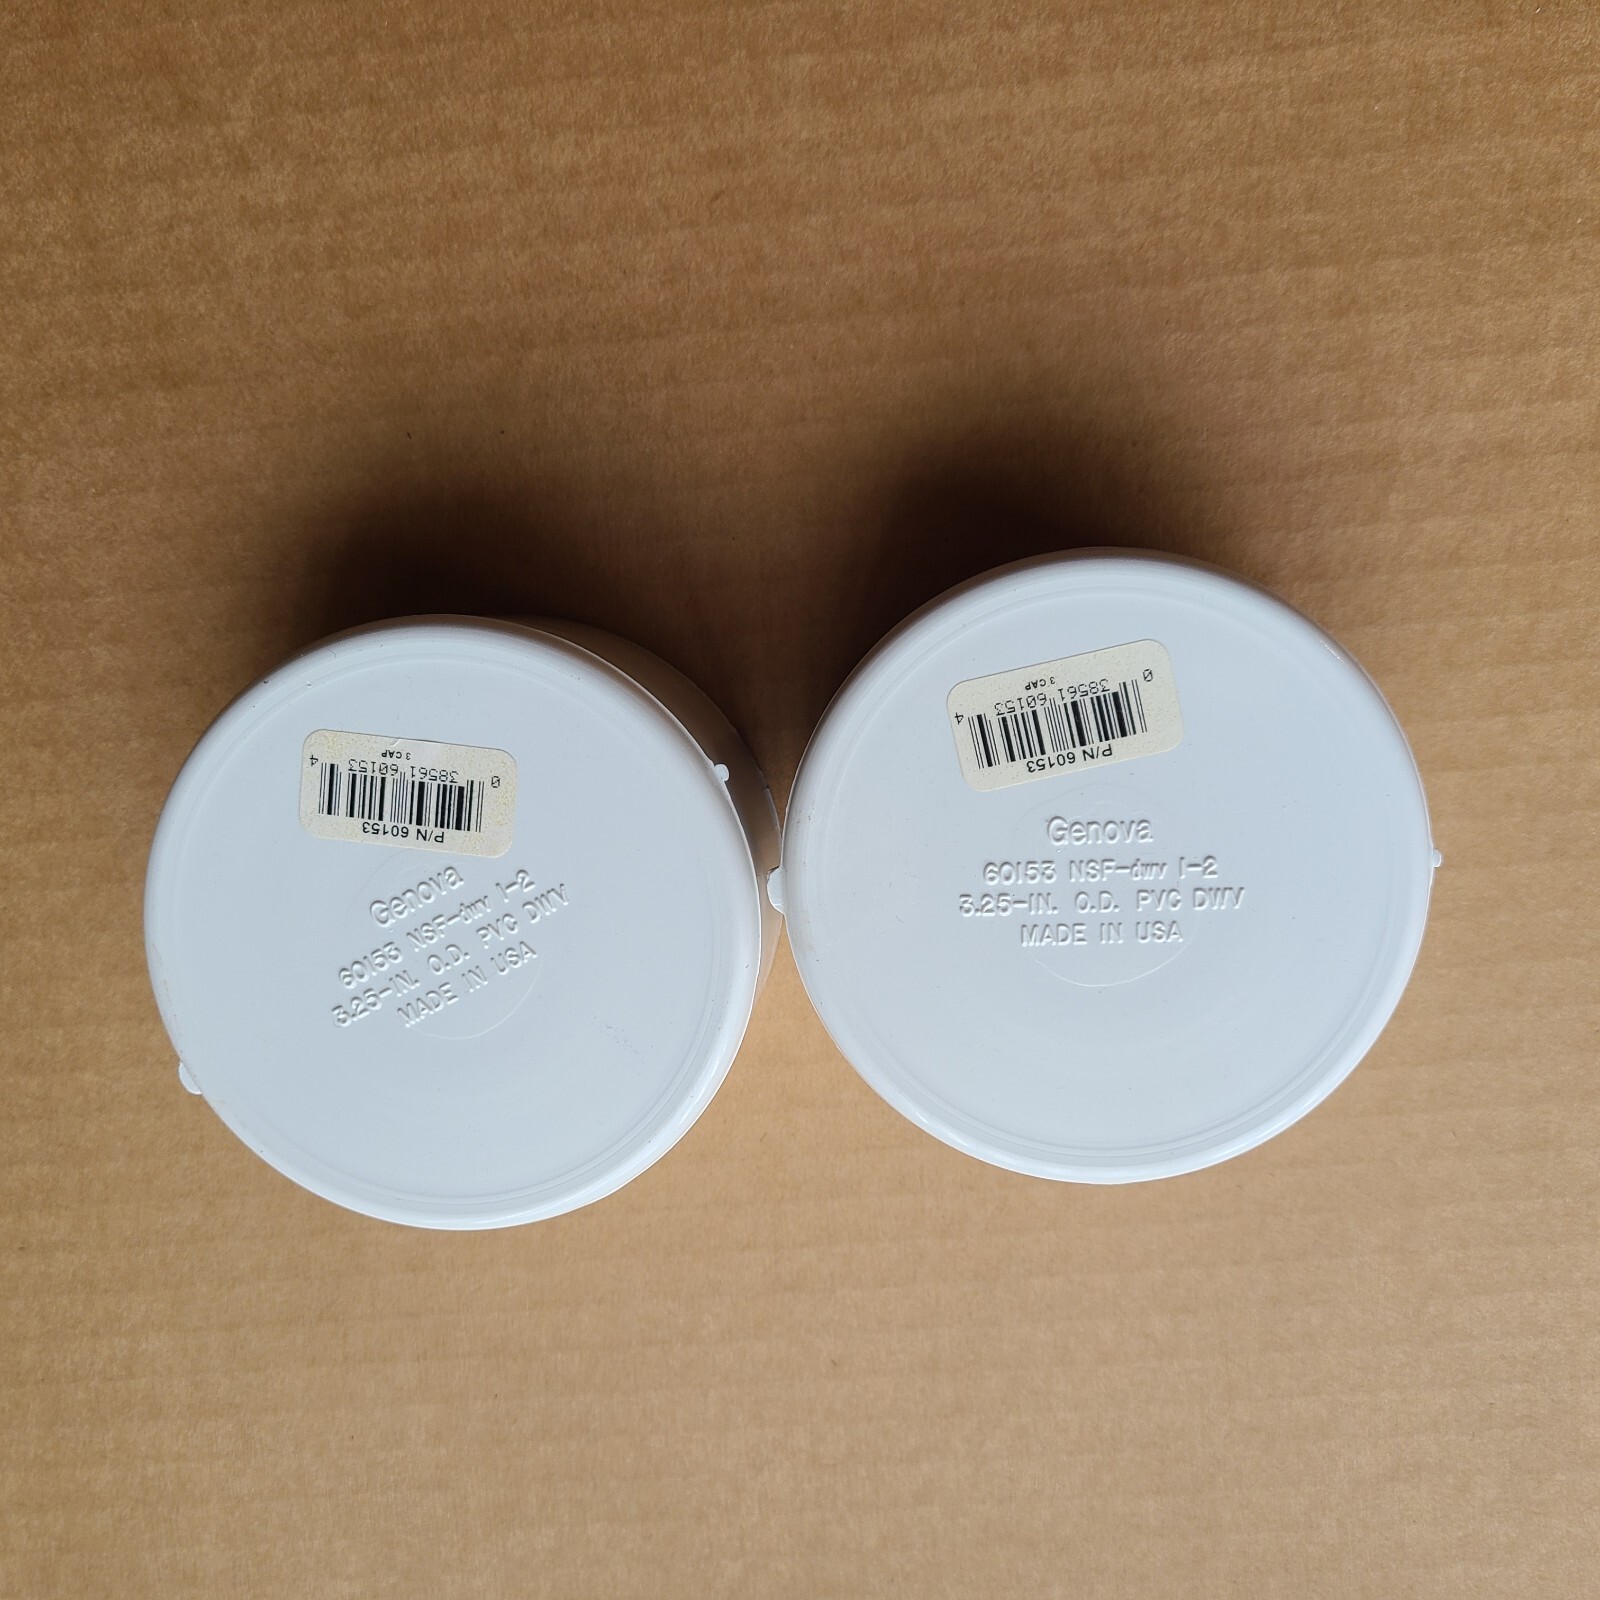 P/N 60153
0 38561 60153 4
3 CAP
Genova
60153 NSF-dwv 1-2
3.25-IN. O.D. PVC DWV
MADE IN USA
P/N 60153
0 38561 60153 4
3 CAP
Genova
60153 NSF-dwv 1-2
3.25-IN. O.D. PVC DWV
MADE IN USA